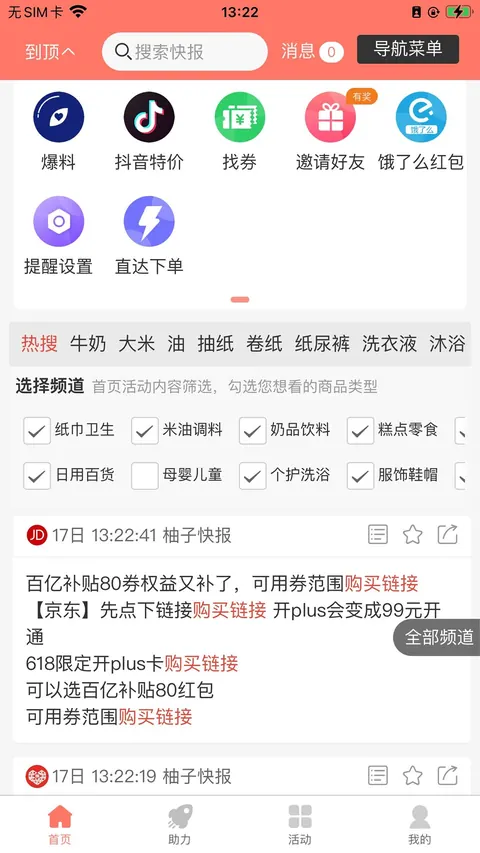 无SIM卡 13:22
到顶 搜索快报 消息 0 导航菜单
有奖
饿了么
爆料 抖音特价 找券 邀请好友 饿了么红包
提醒设置 直达下单
热搜 牛奶 大米 油 抽纸 卷纸 纸尿裤 洗衣液 沐浴
选择频道 首页活动内容筛选，勾选您想看的商品类型
纸巾卫生 米油调料 奶品饮料 糕点零食
日用百货 母婴儿童 个护洗浴 服饰鞋帽
JD 17日 13:22:41 柚子快报
百亿补贴80券权益又补了，可用券范围购买链接
【京东】先点下链接购买链接 开plus会变成99元开
通
全部频道
618限定开plus卡购买链接
可以选百亿补贴80红包
可用券范围购买链接
17日 13:22:19 柚子快报
首页 助力 活动 我的